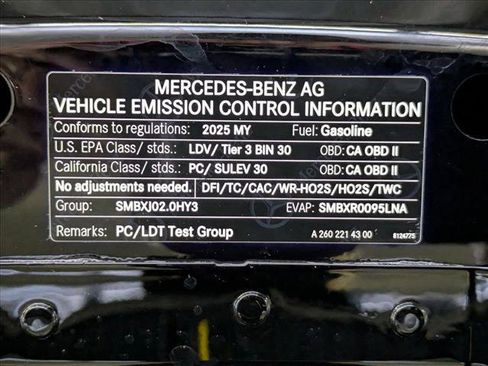 MERCEDES-BENZ AG
VEHICLE EMISSION CONTROL INFORMATION
Conforms to regulations: 2025 MY Fuel: Gasoline
U.S. EPA Class/ stds.: LDV/ Tier 3 BIN 30 OBD: CA OBD II
California Class/ stds.: PC/ SULEV 30 OBD: CA OBD II
No adjustments needed. DFI/TC/CAC/WR-HO2S/HO2S/TWC
Group: SMBXJ02.0HY3 EVAP: SMBXR0095LNA
Remarks: PC/LDT Test Group A 260 221 43 00 8124775